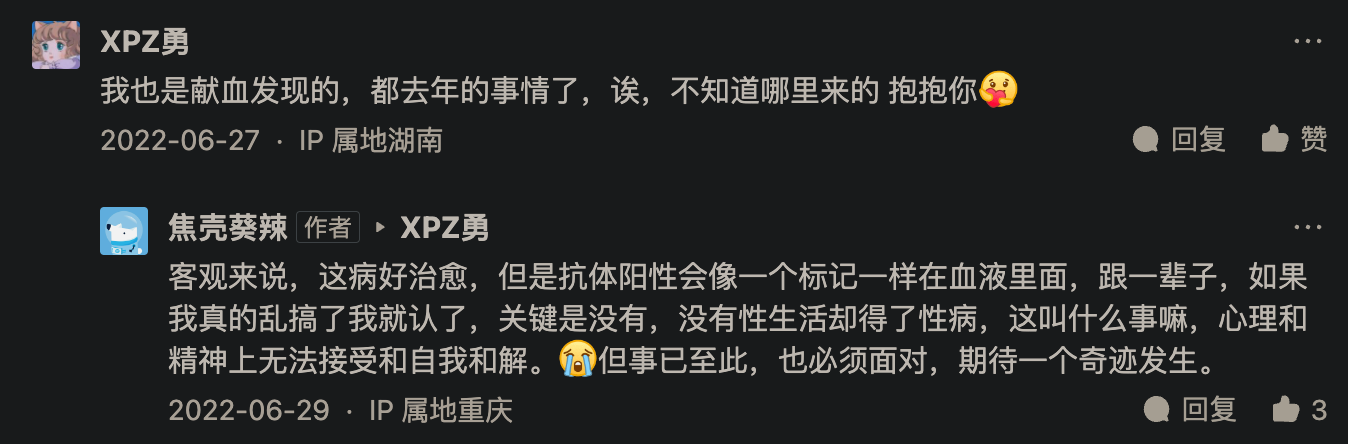 XPZ勇
我也是献血发现的，都去年的事情了，诶，不知道哪里来的 抱抱你🥰
2022-06-27 · IP 属地湖南
回复 赞
焦壳葵辣 作者 ▸ XPZ勇
客观来说，这病好治愈，但是抗体阳性会像一个标记一样在血液里面，跟一辈子，如果
我真的乱搞了我就认了，关键是没有，没有性生活却得了性病，这叫什么事嘛，心理和
精神上无法接受和自我和解。😭但事已至此，也必须面对，期待一个奇迹发生。
2022-06-29 · IP 属地重庆
回复 3